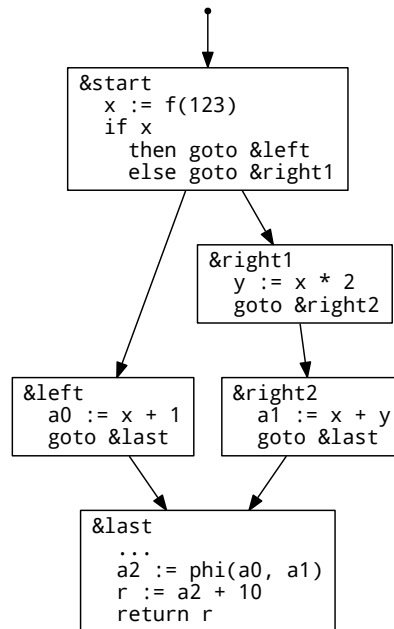 &start
x := f(123)
if x
then goto &left
else goto &right1
&right1
y := x * 2
goto &right2
&left
a0 := x + 1
goto &last
&right2
a1 := x + y
goto &last
&last
...
a2 := phi(a0, a1)
r := a2 + 10
return r